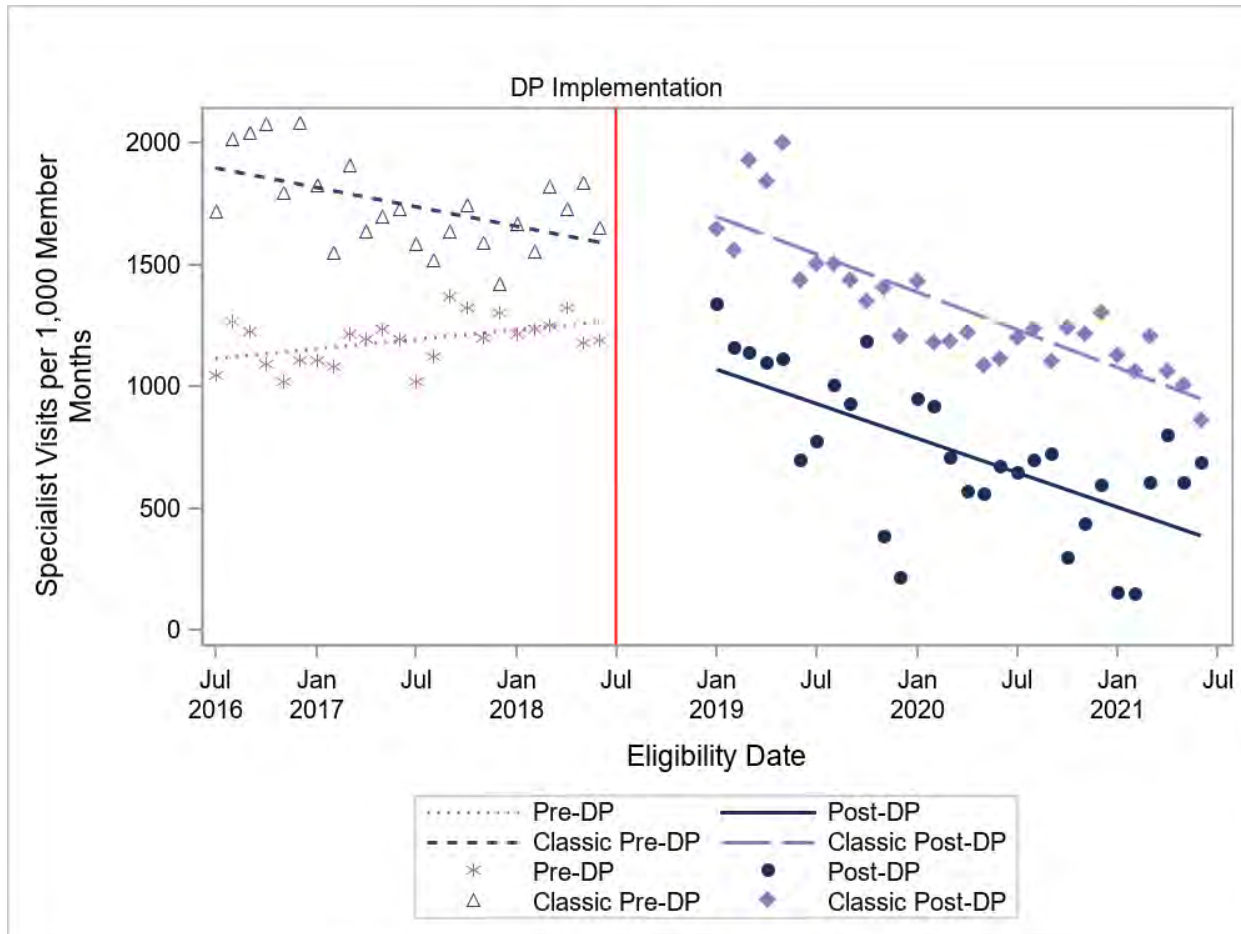 DP Implementation
2000
1500
1000
500
0
Specialist Visits per 1,000 Member
Months
Jul Jan Jul Jan Jul Jan Jul Jan Jul Jan Jul
2016 2017 2018 2019 2020 2021
Eligibility Date
Pre-DP Post-DP
Classic Pre-DP Classic Post-DP
Pre-DP Post-DP
Classic Pre-DP Classic Post-DP